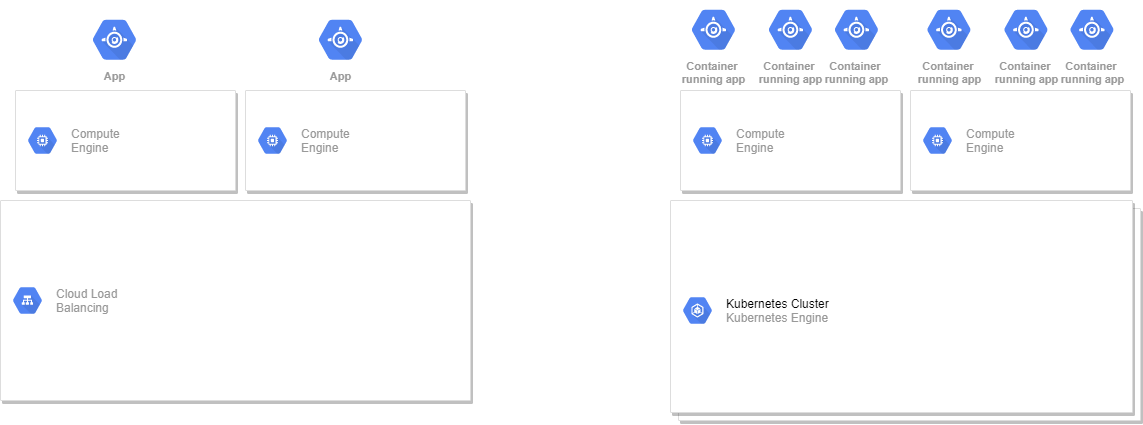 App
App
Compute
Engine
Compute
Engine
Cloud Load
Balancing
Container
running app
Container
running app
Container
running app
Container
running app
Container
running app
Container
running app
Compute
Engine
Compute
Engine
Kubernetes Cluster
Kubernetes Engine